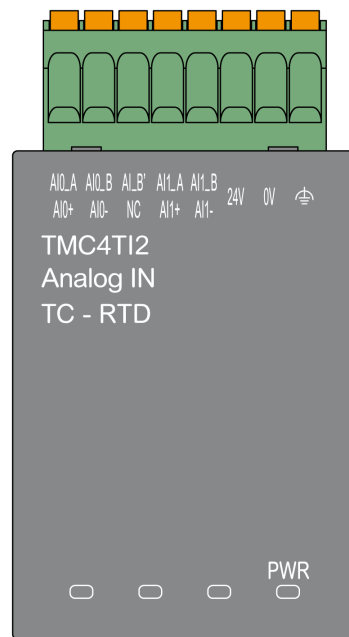 AI0_A AI0_B AI_B' AI1_A AI1_B 24V 0V
AI0+ AI0- NC AI1+ AI1-
TMC4TI2
Analog IN
TC - RTD
PWR